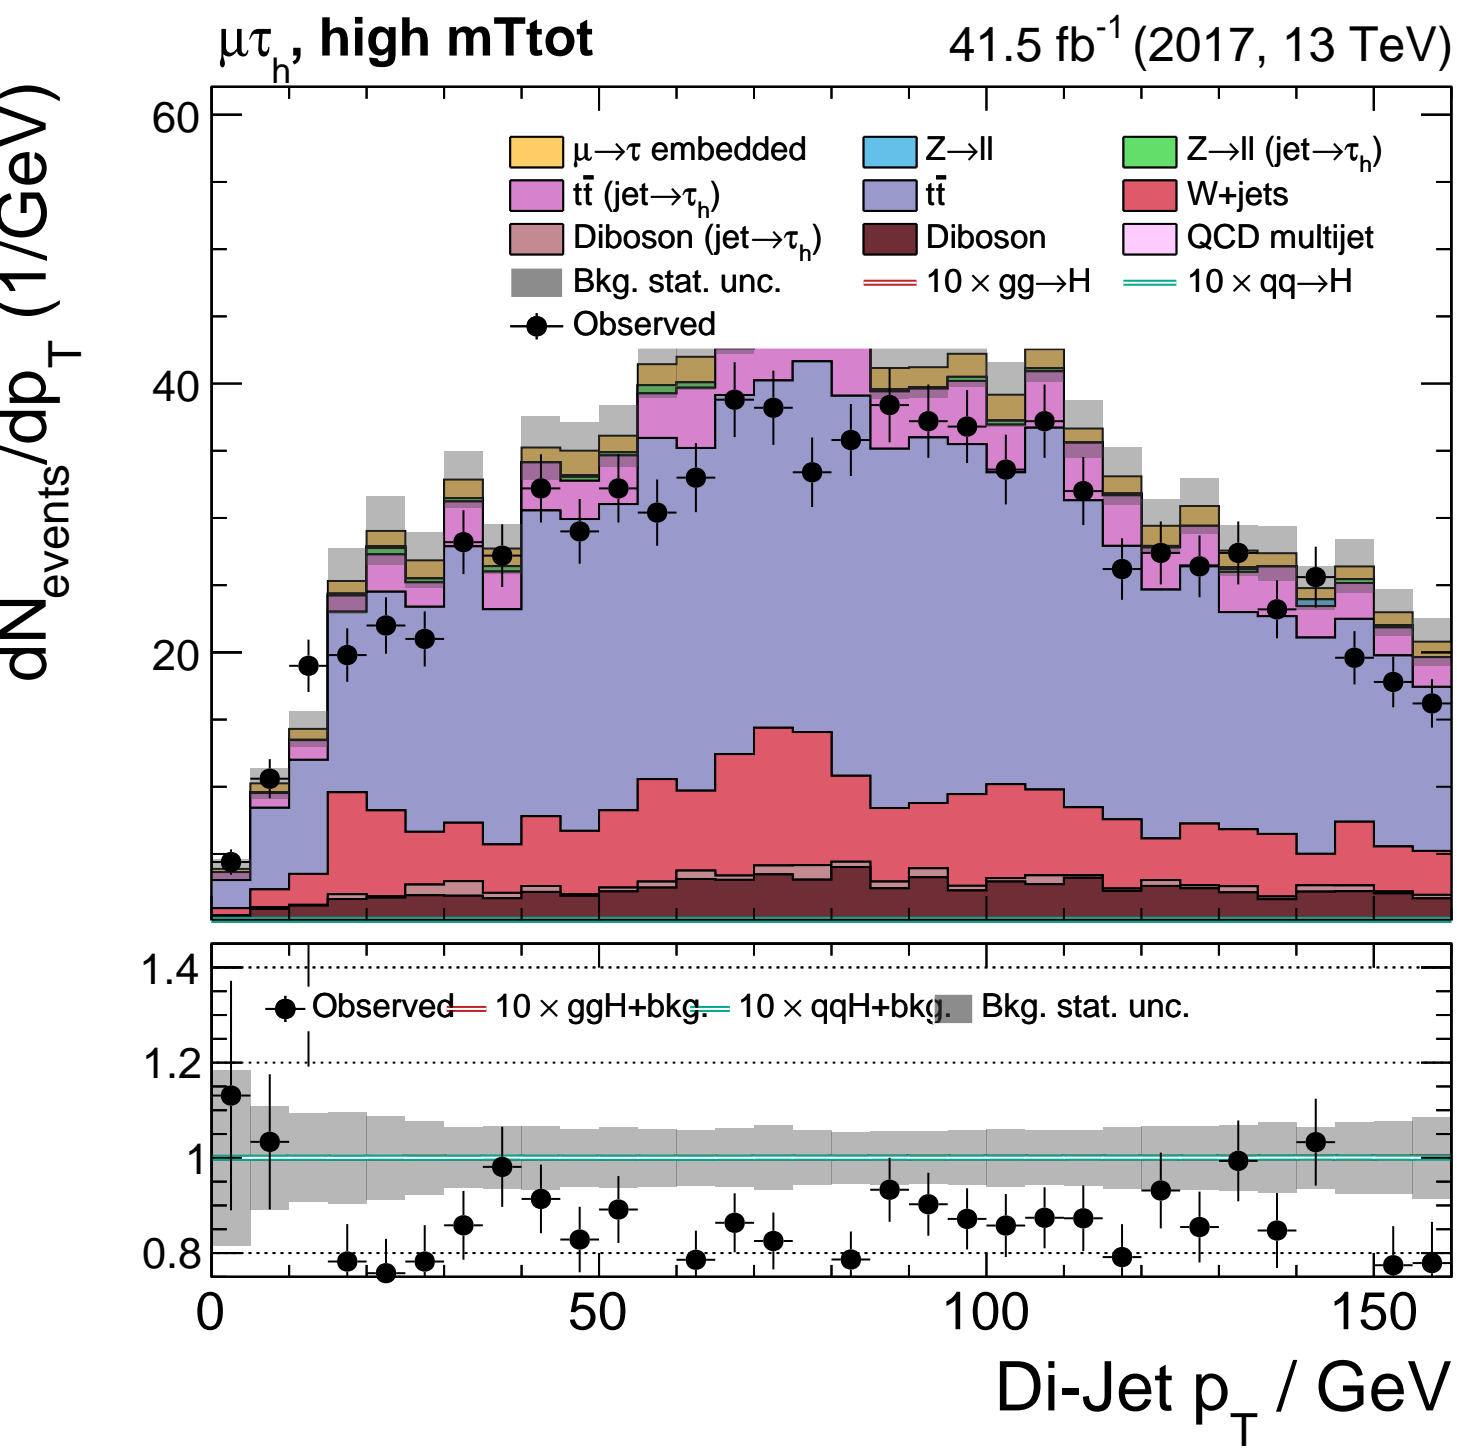 μτh, high mTtot 41.5 fb-1 (2017, 13 TeV)
dNevents/dpT (1/GeV)
60
40
20
μ→τ embedded Z→ll Z→ll (jet→τh)
tt̄ (jet→τh) tt̄ W+jets
Diboson (jet→τh) Diboson QCD multijet
Bkg. stat. unc. 10 × gg→H 10 × qq→H
Observed
1.4
1.2
1
0.8
Observed 10 × ggH+bkg. 10 × qqH+bkg. Bkg. stat. unc.
0 50 100 150
Di-Jet pT / GeV